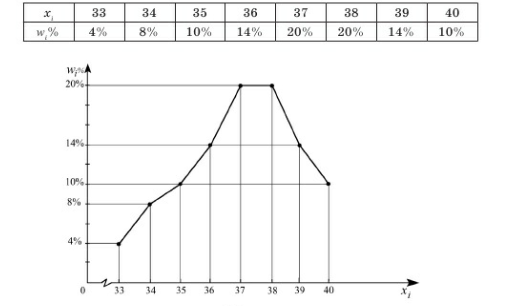 xᵢ 33 34 35 36 37 38 39 40
wᵢ% 4% 8% 10% 14% 20% 20% 14% 10%
wᵢ%
20%
14%
10%
8%
4%
0 33 34 35 36 37 38 39 40 xᵢ